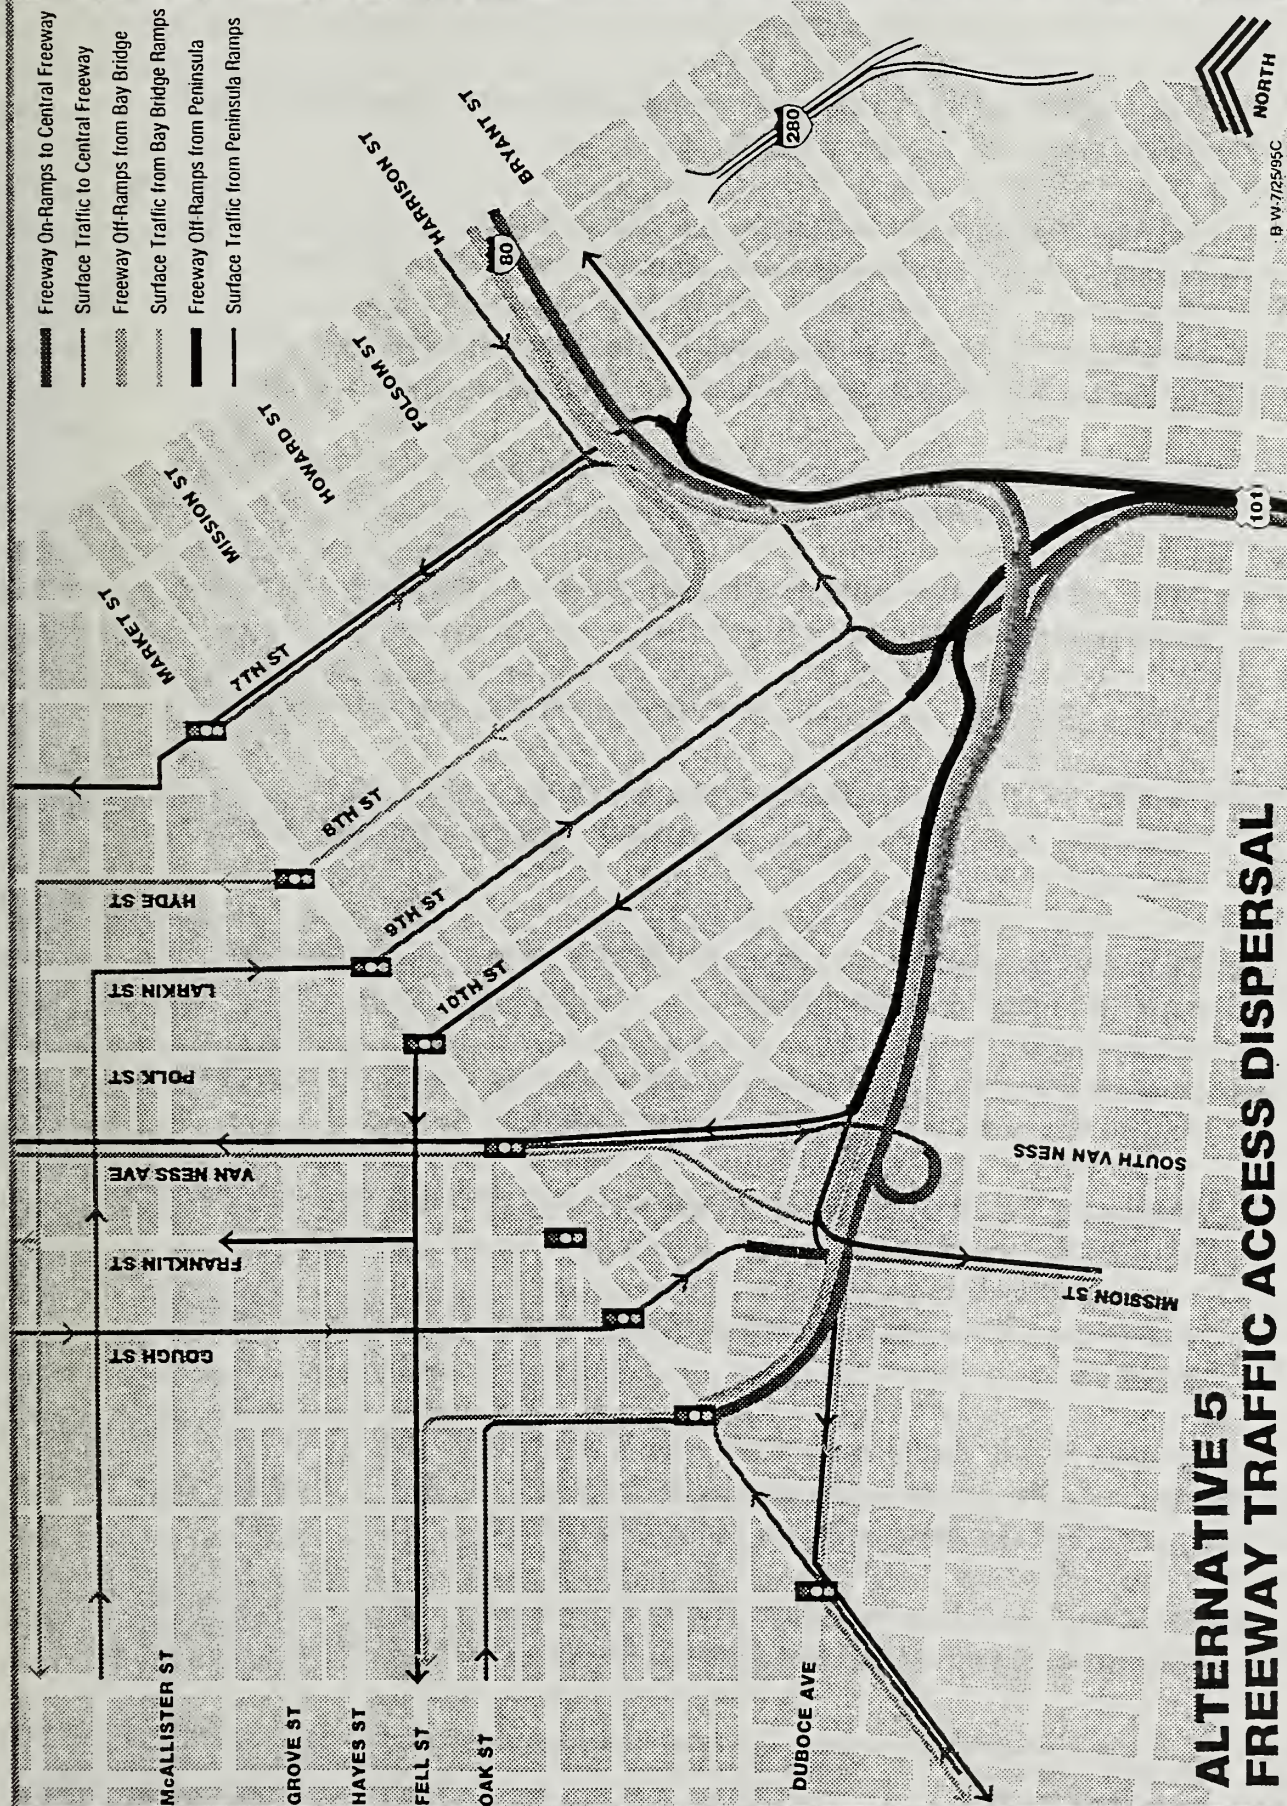 Freeway On-Ramps to Central Freeway
Surface Traffic to Central Freeway
Freeway Off-Ramps from Bay Bridge
Surface Traffic from Bay Bridge Ramps
Freeway Off-Ramps from Peninsula
Surface Traffic from Peninsula Ramps
BRYANT ST
HARRISON ST
FOLSOM ST
HOWARD ST
MISSION ST
MARKET ST
7TH ST
8TH ST
9TH ST
10TH ST
80
280
101
HYDE ST
LARKIN ST
POLK ST
VAN NESS AVE
FRANKLIN ST
GOUGH ST
SOUTH VAN NESS
MISSION ST
McALLISTER ST
GROVE ST
HAYES ST
FELL ST
OAK ST
DUBOCE AVE
NORTH
B W-7/25/95C
ALTERNATIVE 5
FREEWAY TRAFFIC ACCESS DISPERSAL